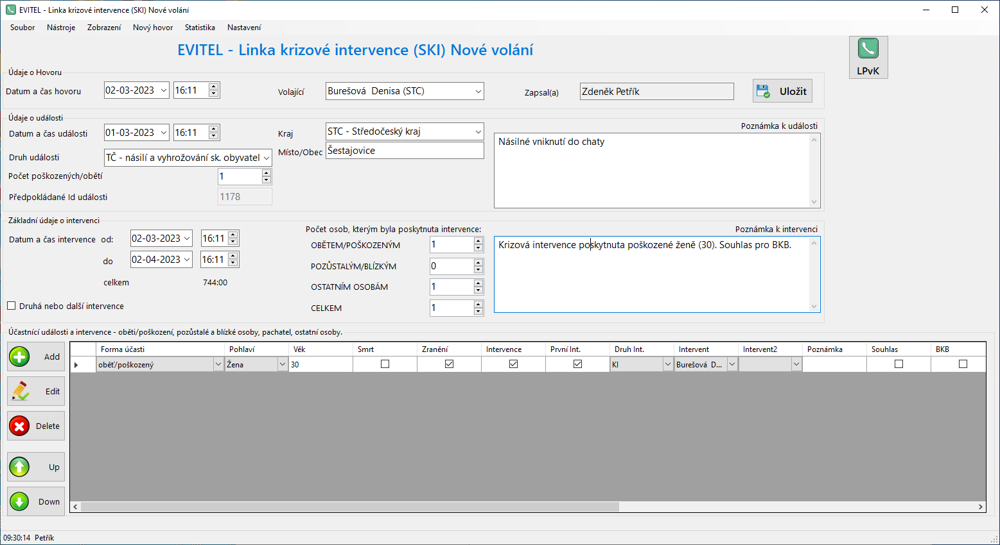 EVITEL - Linka krizové intervence (SKI) Nové volání
Soubor Nástroje Zobrazení Nový hovor Statistika Nastavení
EVITEL - Linka krizové intervence (SKI) Nové volání
LPvK
Údaje o Hovoru
Datum a čas hovoru 02-03-2023 16:11 Volající Burešová Denisa (STC) Zapsal(a) Zdeněk Petřík Uložit
Údaje o události
Poznámka k události
Datum a čas události 01-03-2023 16:11 Kraj STC - Středočeský kraj
Násilné vniknutí do chaty
Místo/Obec Šestajovice
Druh události TČ - násilí a vyhrožování sk. obyvatel
Počet poškozených/obětí 1
Předpokládané Id události 1178
Základní údaje o intervenci
Počet osob, kterým byla poskytnuta intervence:
Poznámka k intervenci
Datum a čas intervence od: 02-03-2023 16:11
OBĚTEM/POŠKOZENÝM 1
Krizová intervence poskytnuta poškozené ženě (30). Souhlas pro BKB.
do 02-04-2023 16:11
POZŮSTALÝM/BLÍZKÝM 0
celkem 744:00
OSTATNÍM OSOBÁM 1
Druhá nebo další intervence
CELKEM 1
Účastnící události a intervence - oběti/poškození, pozůstalé a blízké osoby, pachatel, ostatní osoby.
Forma účasti Pohlaví Věk Smrt Zranění Intervence První Int. Druh Int. Intervent Intervent2 Poznámka Souhlas BKB
oběť/poškozený Žena 30 KI Burešová D...
Add
Edit
Delete
Up
Down
09:30:14 Petřík